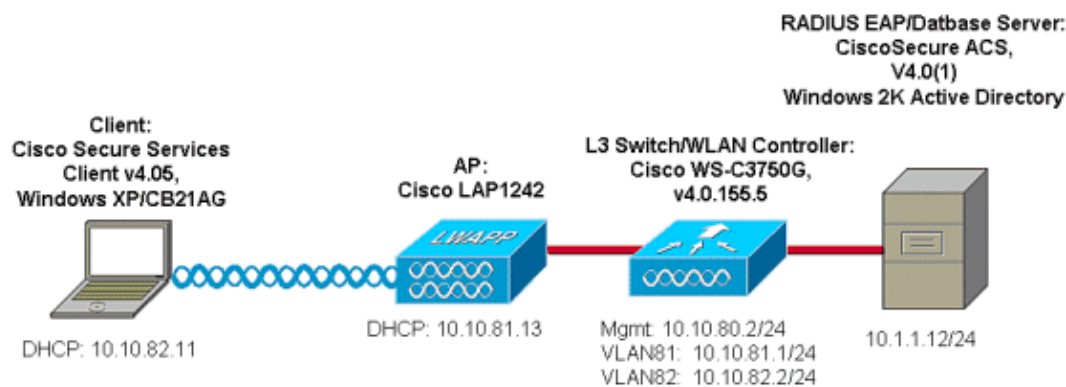 RADIUS EAP/Datbase Server:
CiscoSecure ACS,
V4.0(1)
Windows 2K Active Directory
Client:
Cisco Secure Services
Client v4.05,
Windows XP/CB21AG
AP:
Cisco LAP1242
L3 Switch/WLAN Controller:
Cisco WS-C3750G,
v4.0.155.5
LWAPP
DHCP: 10.10.82.11
DHCP: 10.10.81.13
Mgmt: 10.10.80.2/24
VLAN81: 10.10.81.1/24
VLAN82: 10.10.82.2/24
10.1.1.12/24